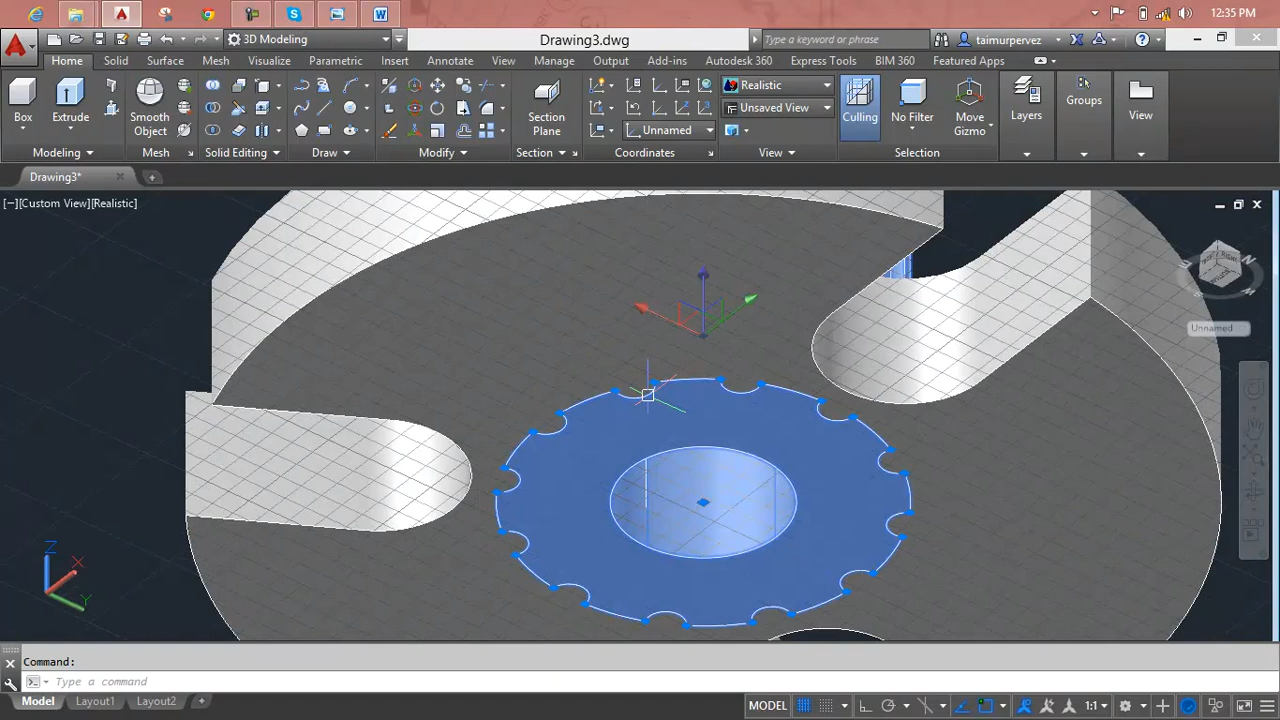 12:35 PM
3D Modeling
Drawing3.dwg
Type a keyword or phrase
taimurpervez
Home Solid Surface Mesh Visualize Parametric Insert Annotate View Manage Output Add-ins Autodesk 360 Express Tools BIM 360 Featured Apps
Realistic
Unsaved View
Unnamed
Box Extrude Smooth Object Section Plane Culling No Filter Move Gizmo Layers Groups View
Modeling Mesh Solid Editing Draw Modify Section Coordinates View Selection
Drawing3*
[−][Custom View][Realistic]
Unnamed
Z
X
Y
Command:
Type a command
Model Layout1 Layout2 +
MODEL 1:1